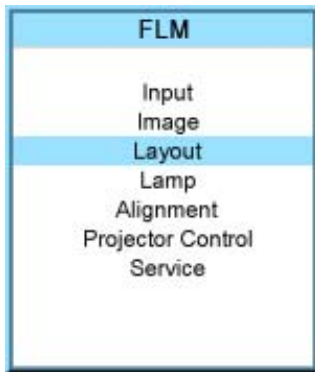 FLM
Input
Image
Layout
Lamp
Alignment
Projector Control
Service